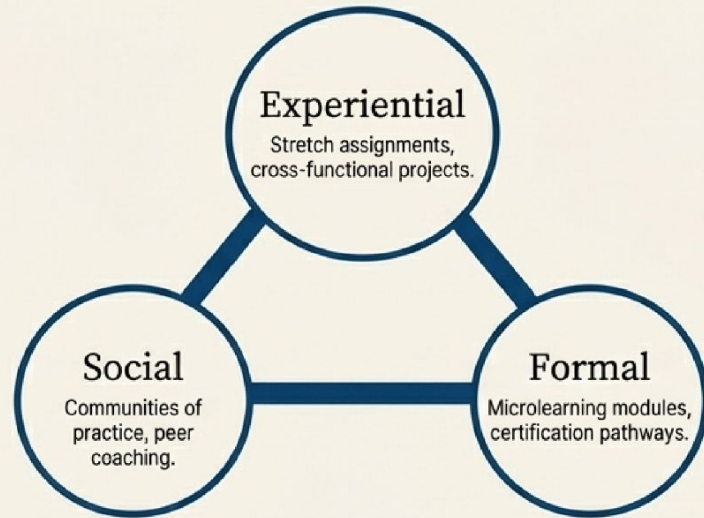 Experiential
Stretch assignments,
cross-functional projects.
Social
Communities of
practice, peer
coaching.
Formal
Microlearning modules,
certification pathways.